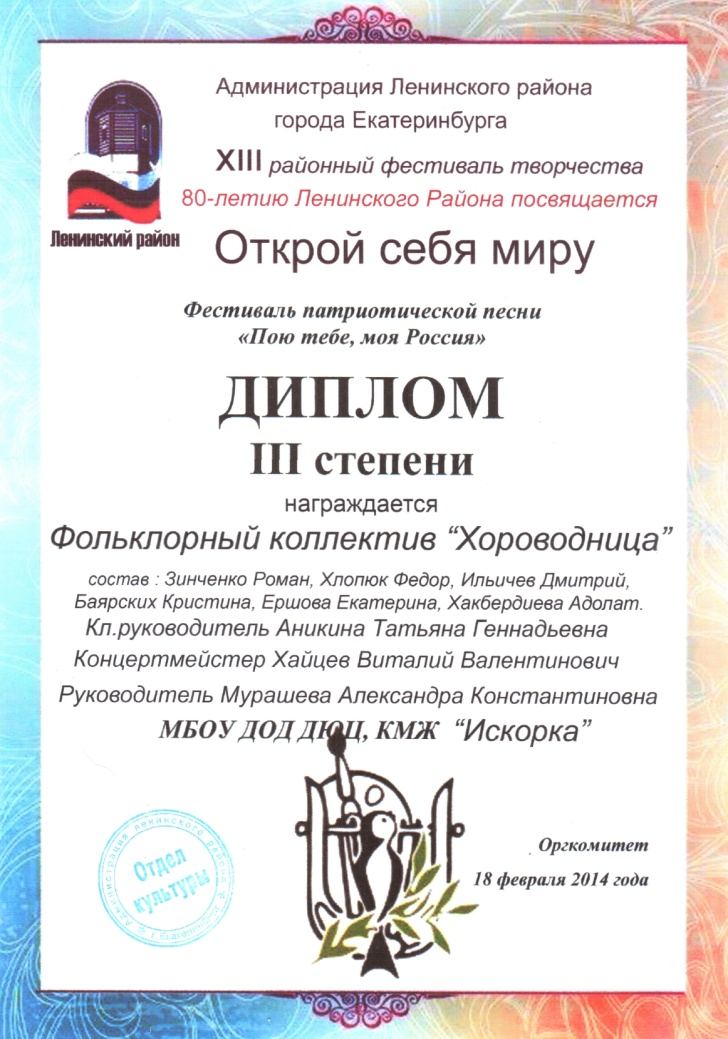 Администрация Ленинского района
города Екатеринбурга
XIII районный фестиваль творчества
80-летию Ленинского Района посвящается
Ленинский район
Открой себя миру
Фестиваль патриотической песни
«Пою тебе, моя Россия»
ДИПЛОМ
III степени
награждается
Фольклорный коллектив “Хороводница”
состав : Зинченко Роман, Хлопюк Федор, Ильичев Дмитрий,
Баярских Кристина, Ершова Екатерина, Хакбердиева Адолат.
Кл.руководитель Аникина Татьяна Геннадьевна
Концертмейстер Хайцев Виталий Валентинович
Руководитель Мурашева Александра Константиновна
МБОУ ДОД ДЮЦ, КМЖ “Искорка”
Администрация Ленинского района
Отдел
культуры
Оргкомитет
18 февраля 2014 года